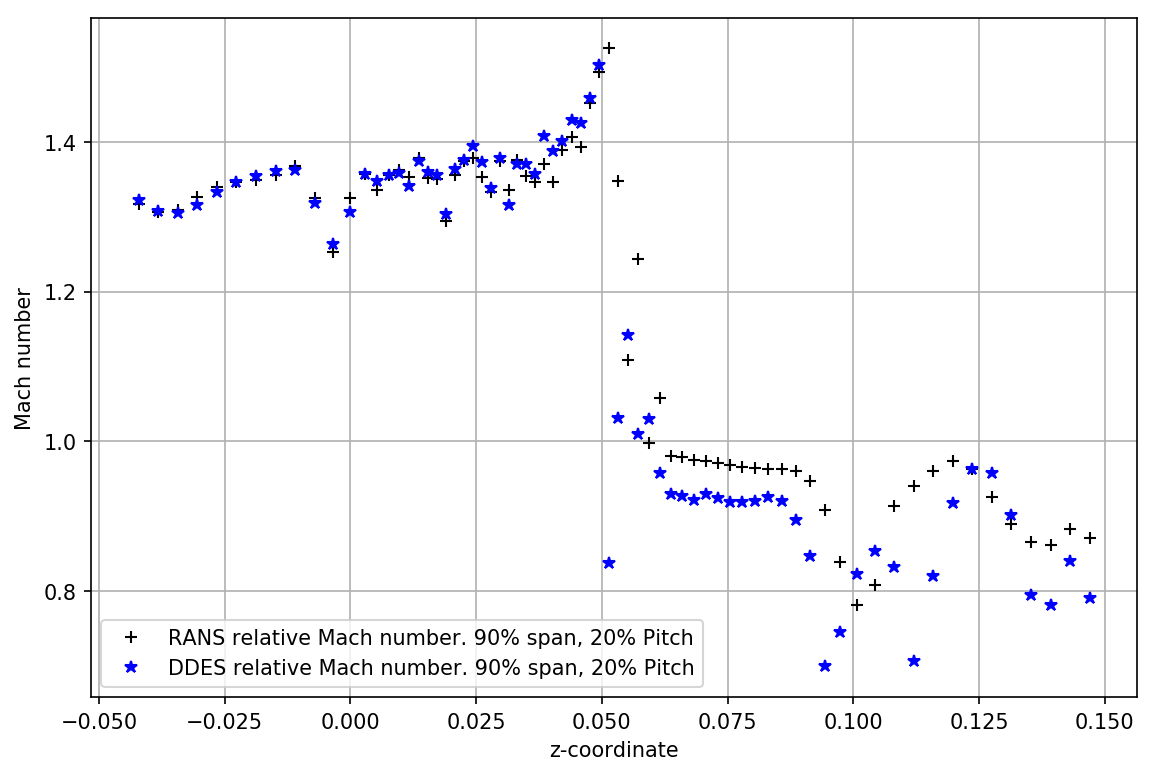 Mach number
1.4
1.2
1.0
0.8
RANS relative Mach number. 90% span, 20% Pitch
DDES relative Mach number. 90% span, 20% Pitch
−0.050 −0.025 0.000 0.025 0.050 0.075 0.100 0.125 0.150
z-coordinate